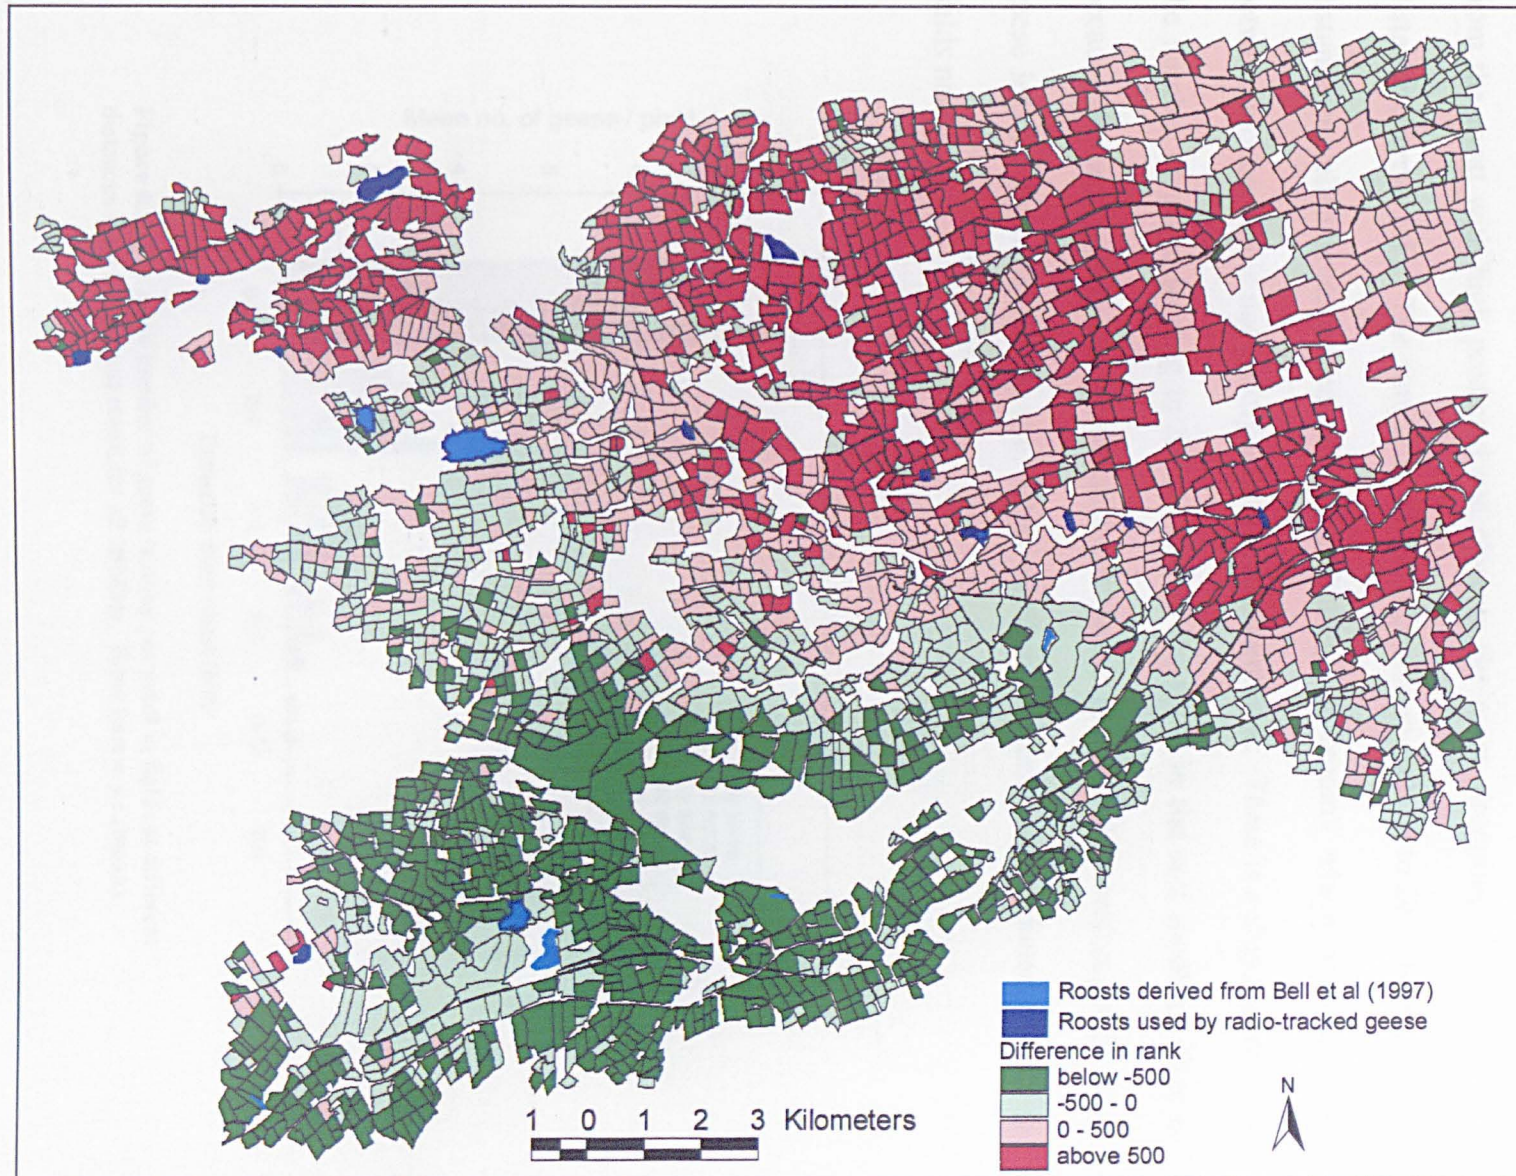 Roosts derived from Bell et al (1997)
Roosts used by radio-tracked geese
Difference in rank
below -500
-500 - 0
0 - 500
above 500
N
1 0 1 2 3 Kilometers